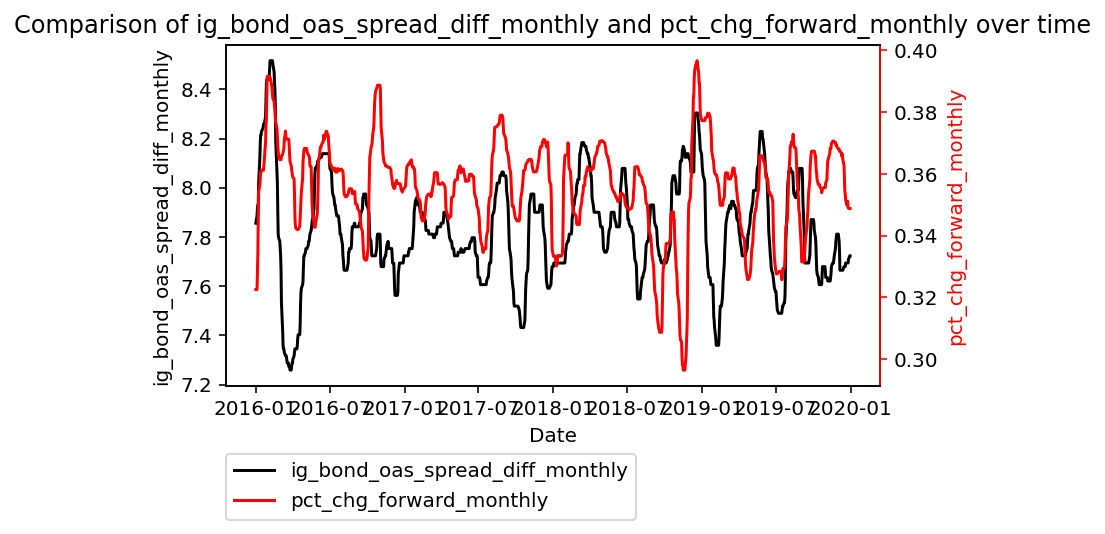 Comparison of ig_bond_oas_spread_diff_monthly and pct_chg_forward_monthly over time
ig_bond_oas_spread_diff_monthly
8.4
8.2
8.0
7.8
7.6
7.4
7.2
0.40
0.38
0.36
0.34
0.32
0.30
pct_chg_forward_monthly
2016-01 2016-07 2017-01 2017-07 2018-01 2018-07 2019-01 2019-07 2020-01
Date
ig_bond_oas_spread_diff_monthly
pct_chg_forward_monthly